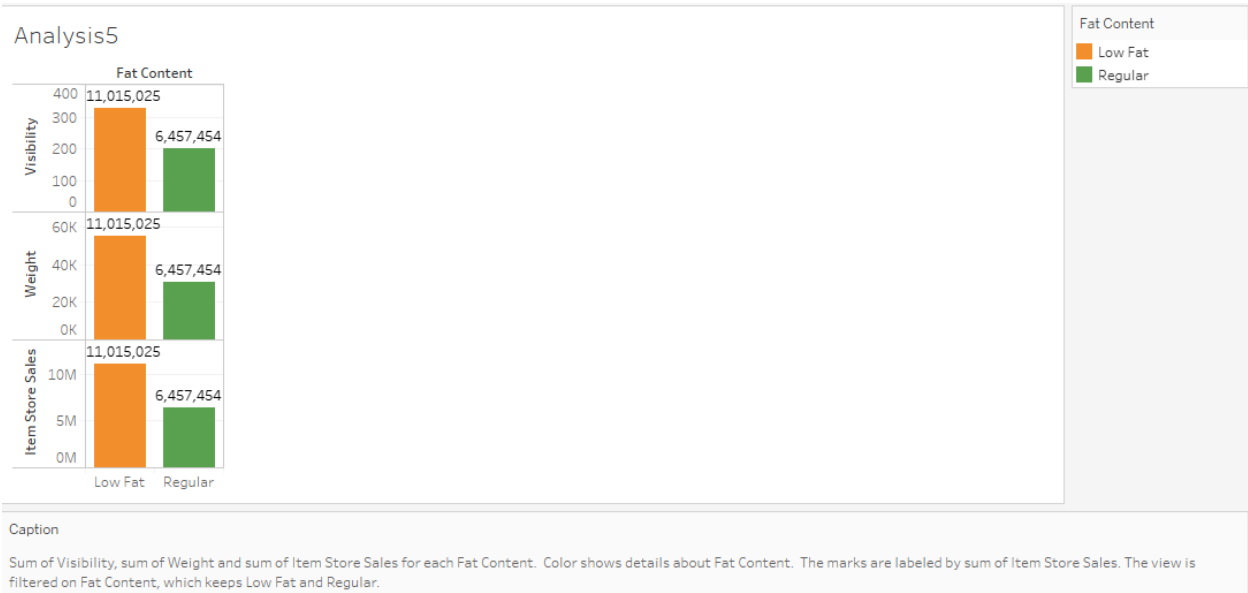 Analysis5
Fat Content
Low Fat
Regular
Fat Content
Visibility
400
300
200
100
0
11,015,025
6,457,454
Weight
60K
40K
20K
0K
11,015,025
6,457,454
Item Store Sales
10M
5M
0M
11,015,025
6,457,454
Low Fat Regular
Caption
Sum of Visibility, sum of Weight and sum of Item Store Sales for each Fat Content. Color shows details about Fat Content. The marks are labeled by sum of Item Store Sales. The view is
filtered on Fat Content, which keeps Low Fat and Regular.